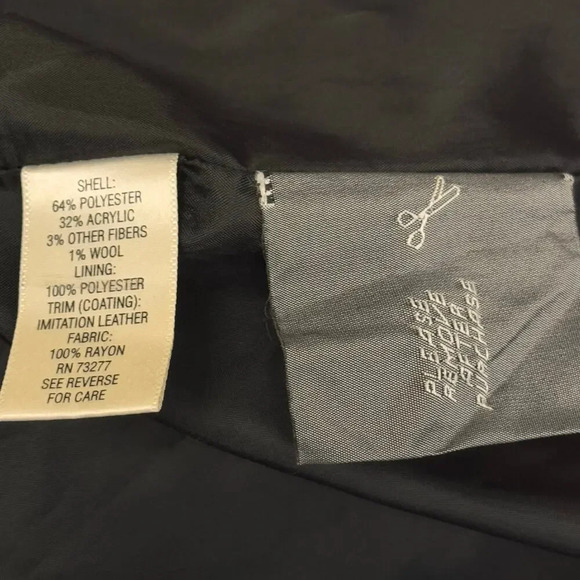 SHELL:
64% POLYESTER
32% ACRYLIC
3% OTHER FIBERS
1% WOOL
LINING:
100% POLYESTER
TRIM (COATING):
IMITATION LEATHER
FABRIC:
100% RAYON
RN 73277
SEE REVERSE
FOR CARE
PLEASE
REMOVE
AFTER
PURCHASE